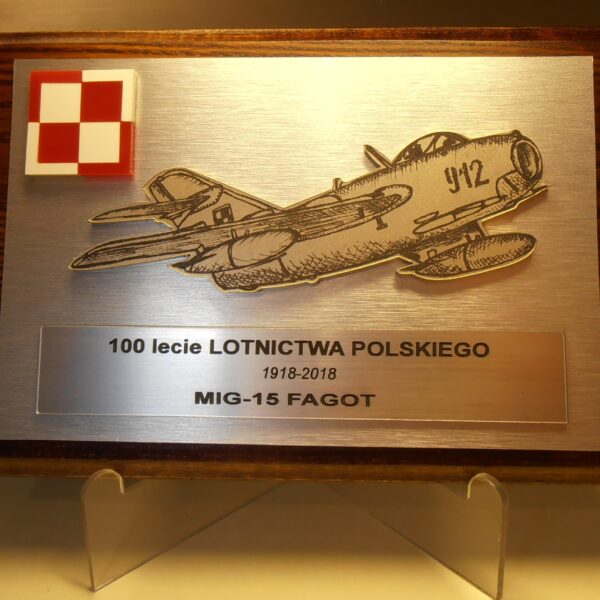 912
100 lecie LOTNICTWA POLSKIEGO
1918-2018
MIG-15 FAGOT